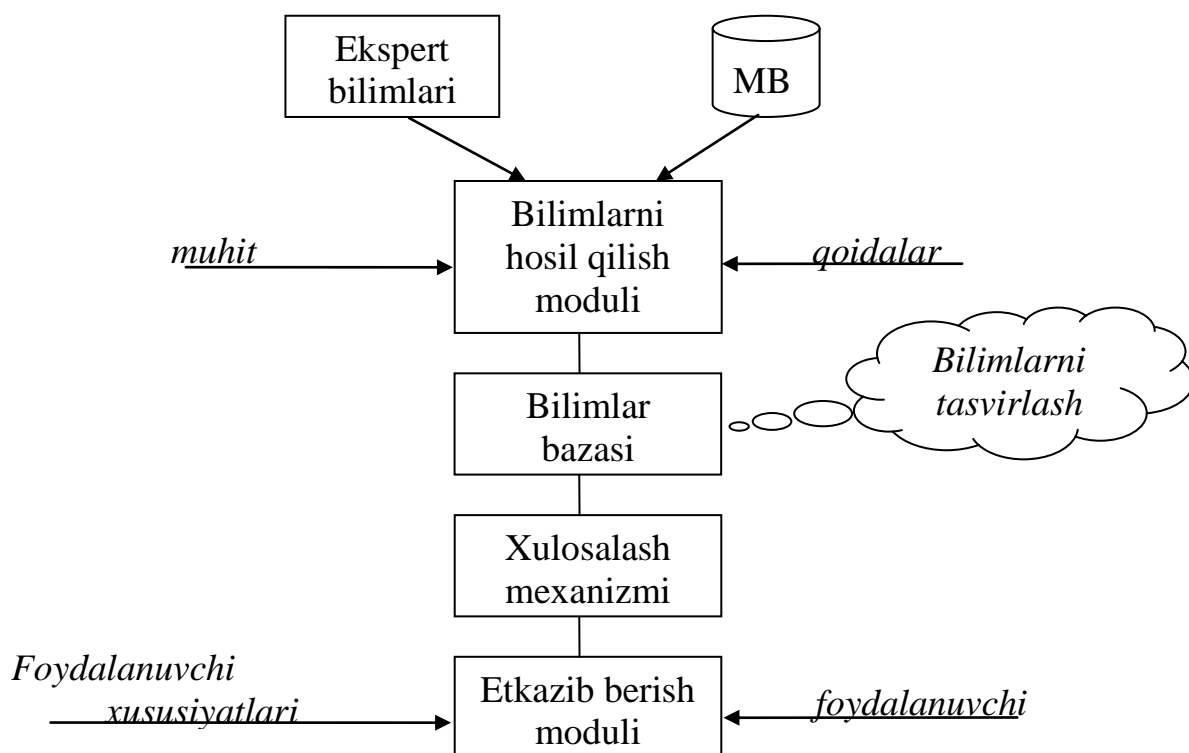 Ekspert
bilimlari
MB
Bilimlarni
hosil qilish
moduli
muhit
qoidalar
Bilimlarni
tasvirlash
Bilimlar
bazasi
Xulosalash
mexanizmi
Foydalanuvchi
xususiyatlari
Etkazib berish
moduli
foydalanuvchi